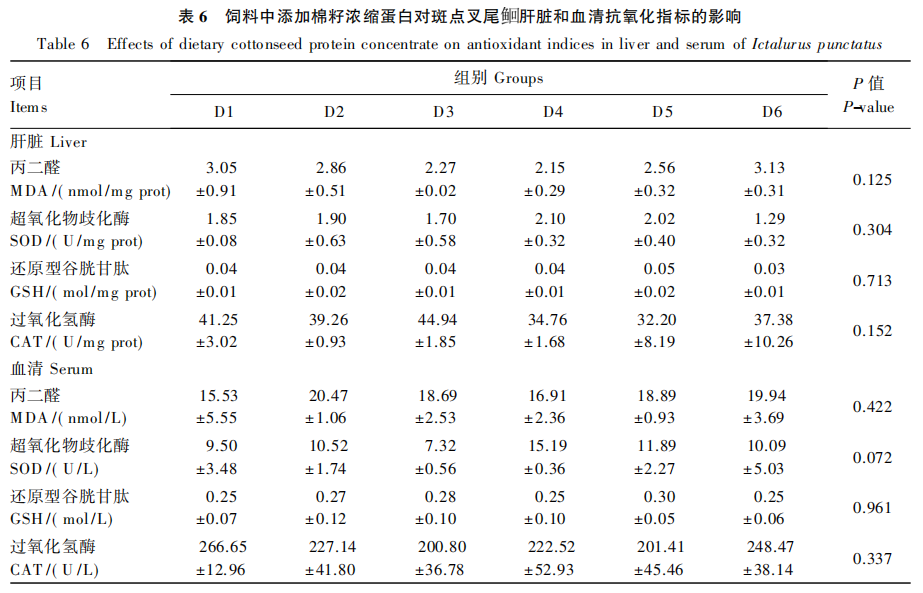 表 6 饲料中添加棉籽浓缩蛋白对斑点叉尾鮰肝脏和血清抗氧化指标的影响
Table 6 Effects of dietary cottonseed protein concentrate on antioxidant indices in liver and serum of Ictalurus punctatus
项目 组别 Groups P 值
Items D1 D2 D3 D4 D5 D6 P-value
肝脏 Liver
丙二醛 3.05 2.86 2.27 2.15 2.56 3.13 0.125
MDA/( nmol/mg prot) ±0.91 ±0.51 ±0.02 ±0.29 ±0.32 ±0.31
超氧化物歧化酶 1.85 1.90 1.70 2.10 2.02 1.29 0.304
SOD/( U/mg prot) ±0.08 ±0.63 ±0.58 ±0.32 ±0.40 ±0.32
还原型谷胱甘肽 0.04 0.04 0.04 0.04 0.05 0.03 0.713
GSH/( mol/mg prot) ±0.01 ±0.02 ±0.01 ±0.01 ±0.02 ±0.01
过氧化氢酶 41.25 39.26 44.94 34.76 32.20 37.38 0.152
CAT/( U/mg prot) ±3.02 ±0.93 ±1.85 ±1.68 ±8.19 ±10.26
血清 Serum
丙二醛 15.53 20.47 18.69 16.91 18.89 19.94 0.422
MDA/( nmol/L) ±5.55 ±1.06 ±2.53 ±2.36 ±0.93 ±3.69
超氧化物歧化酶 9.50 10.52 7.32 15.19 11.89 10.09 0.072
SOD/( U/L) ±3.48 ±1.74 ±0.56 ±0.36 ±2.27 ±5.03
还原型谷胱甘肽 0.25 0.27 0.28 0.25 0.30 0.25 0.961
GSH/( mol/L) ±0.07 ±0.12 ±0.10 ±0.10 ±0.05 ±0.06
过氧化氢酶 266.65 227.14 200.80 222.52 201.41 248.47 0.337
CAT/( U/L) ±12.96 ±41.80 ±36.78 ±52.93 ±45.46 ±38.14